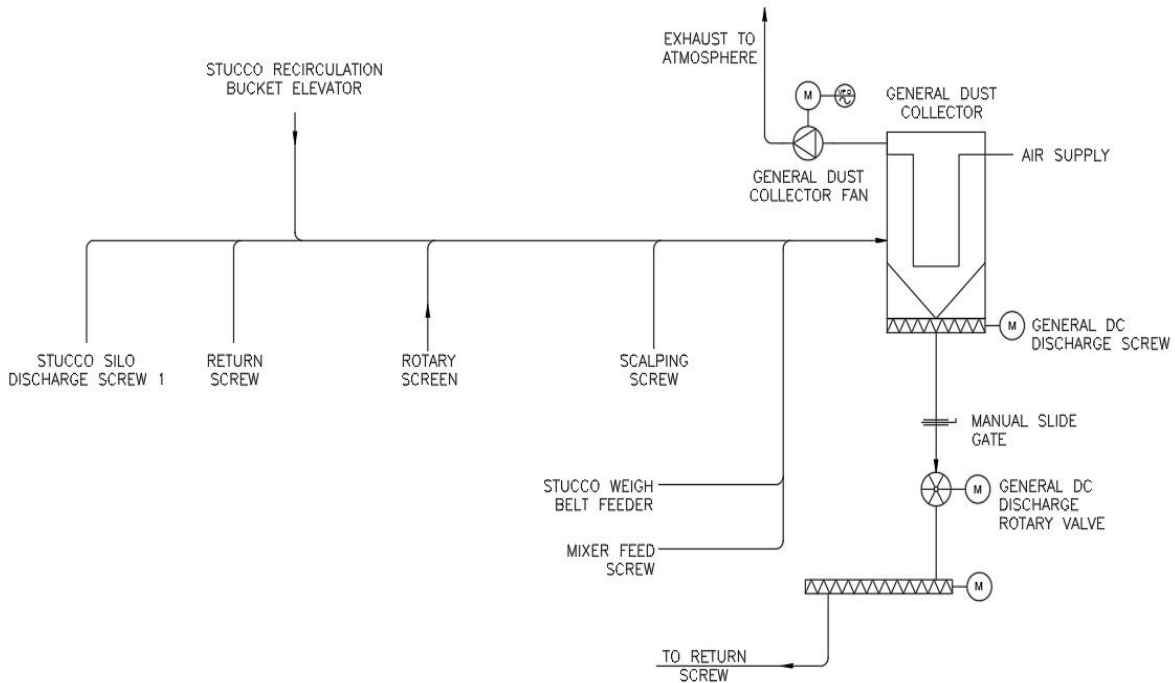 EXHAUST TO
ATMOSPHERE
STUCCO RECIRCULATION
BUCKET ELEVATOR
M
GENERAL DUST
COLLECTOR
AIR SUPPLY
GENERAL DUST
COLLECTOR FAN
STUCCO SILO
DISCHARGE SCREW 1
RETURN
SCREW
ROTARY
SCREEN
SCALPING
SCREW
M
GENERAL DC
DISCHARGE SCREW
MANUAL SLIDE
GATE
STUCCO WEIGH
BELT FEEDER
M
GENERAL DC
DISCHARGE
ROTARY VALVE
MIXER FEED
SCREW
M
TO RETURN
SCREW